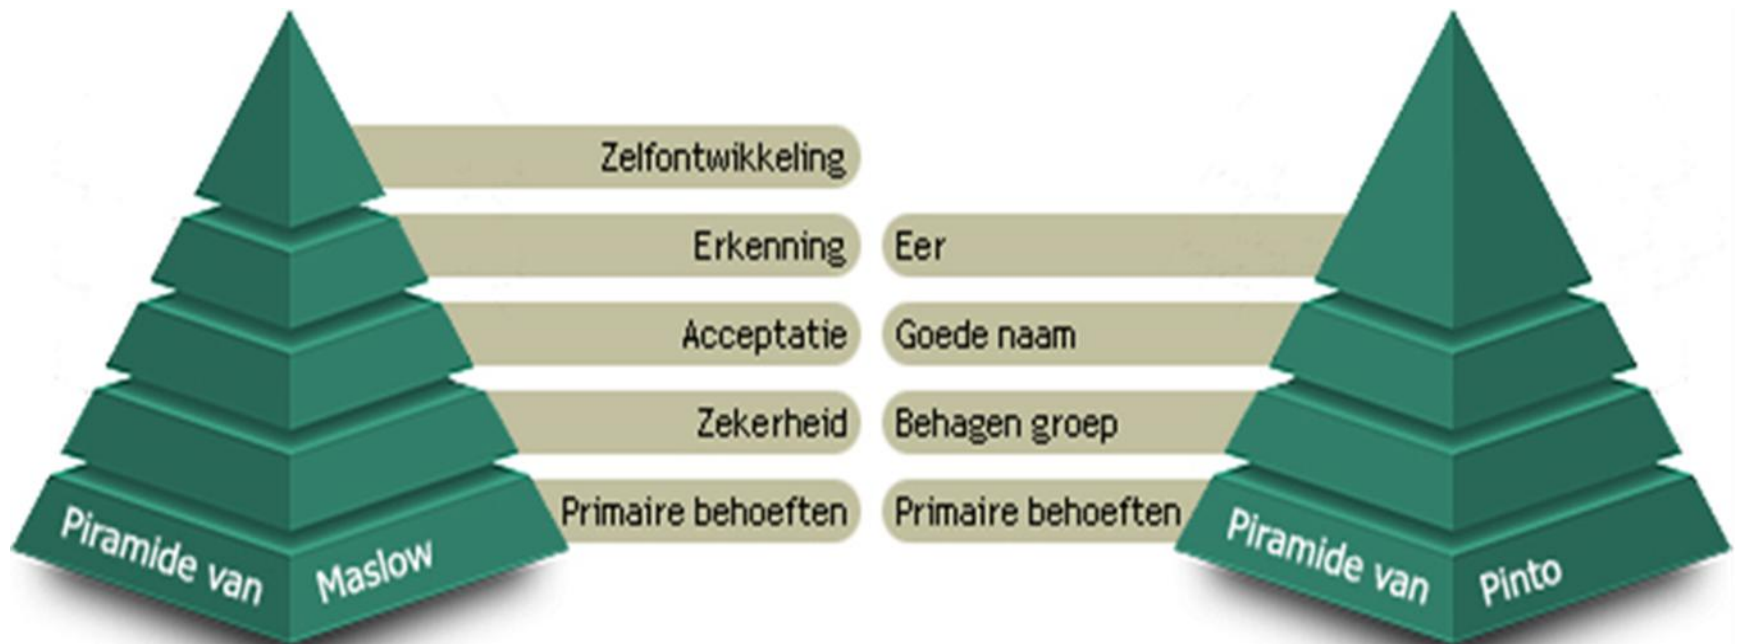 Zelfontwikkeling
Erkenning
Eer
Acceptatie
Goede naam
Zekerheid
Behagen groep
Primaire behoeften
Primaire behoeften
Piramide van Maslow
Piramide van Pinto